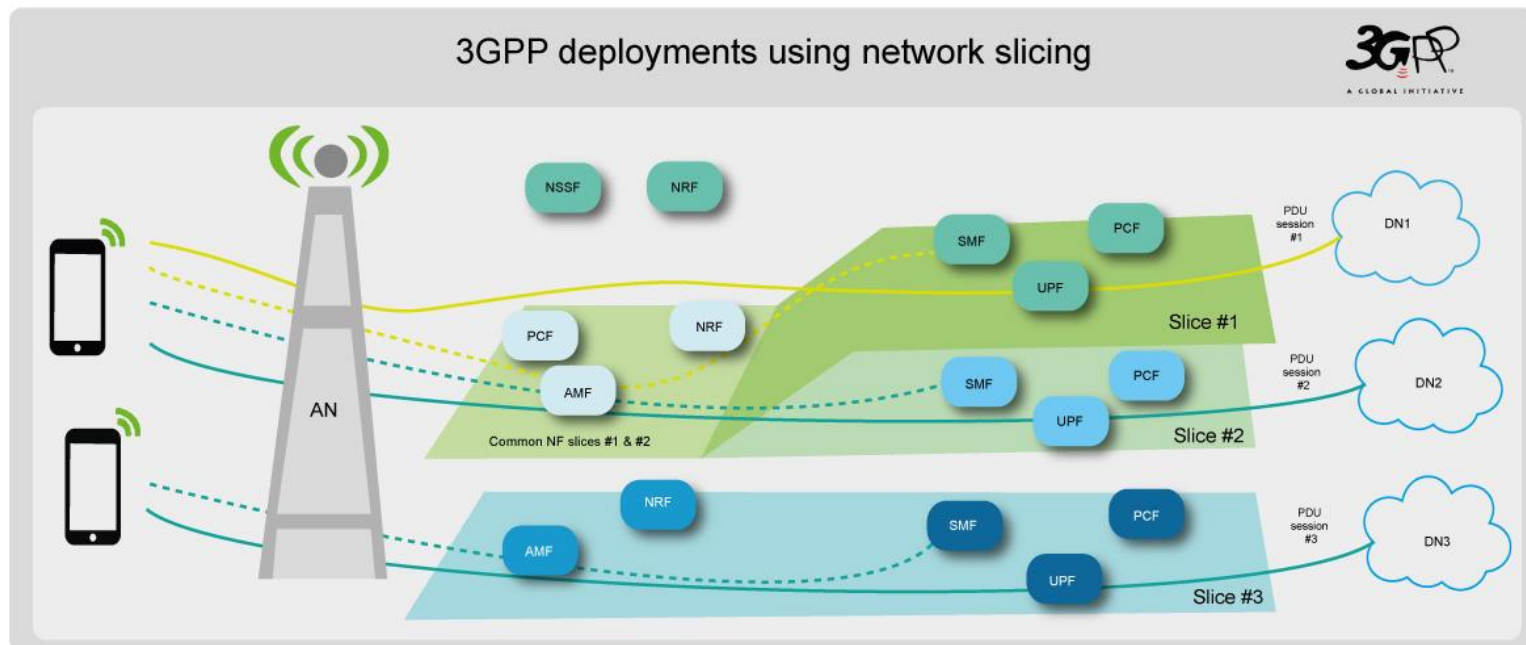 3GPP deployments using network slicing
3GPP™
A GLOBAL INITIATIVE
NSSF
NRF
SMF
PCF
UPF
Slice #1
PDU
session
#1
DN1
PCF
NRF
AMF
Common NF slices #1 & #2
AN
SMF
PCF
UPF
Slice #2
PDU
session
#2
DN2
AMF
NRF
SMF
PCF
UPF
Slice #3
PDU
session
#3
DN3